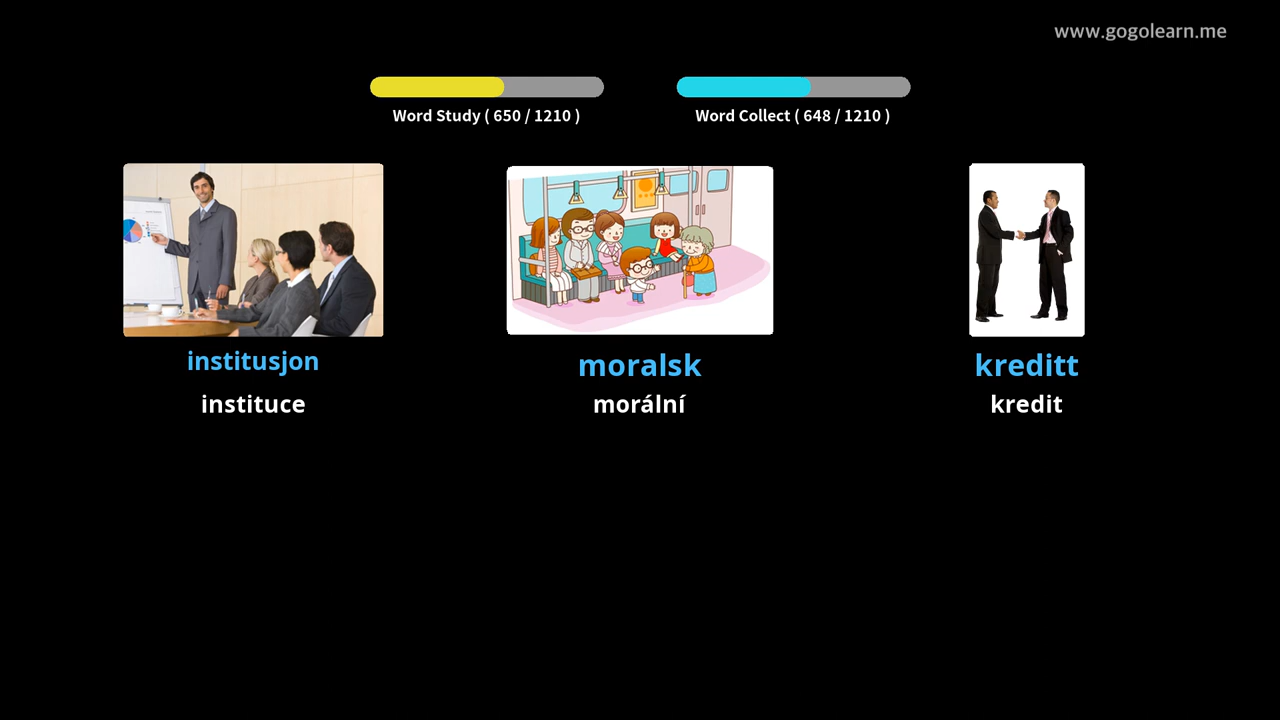 www.gogolearn.me
Word Study ( 650 / 1210 )
Word Collect ( 648 / 1210 )
institusjon
moralsk
kreditt
instituce
morální
kredit